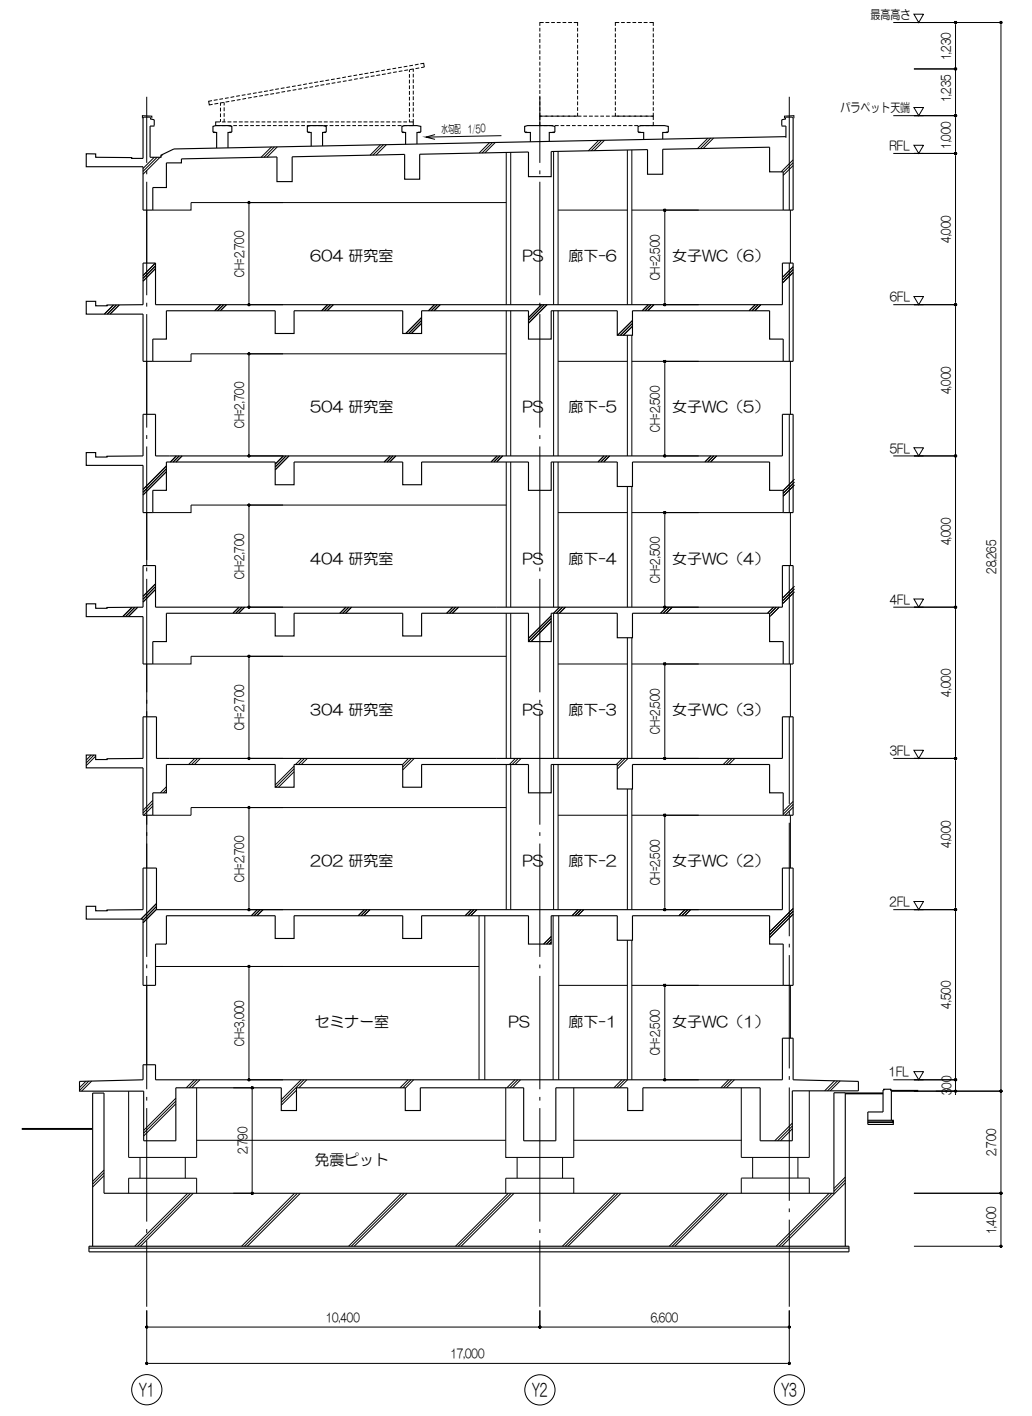 最高高さ
1,230
1,235
パラペット天端
1,000
水勾配 1/50
RFL
CH=2,700
604 研究室
PS
廊下-6
CH=2,500
女子WC（6）
4,000
6FL
CH=2,700
504 研究室
PS
廊下-5
CH=2,500
女子WC（5）
4,000
5FL
CH=2,700
404 研究室
PS
廊下-4
CH=2,500
女子WC（4）
4,000
28,265
4FL
CH=2,700
304 研究室
PS
廊下-3
CH=2,500
女子WC（3）
4,000
3FL
CH=2,700
202 研究室
PS
廊下-2
CH=2,500
女子WC（2）
4,000
2FL
CH=3,000
セミナー室
PS
廊下-1
CH=2,500
女子WC（1）
4,500
1FL
300
2,790
免震ピット
2,700
1,400
10,400
6,600
17,000
Y1
Y2
Y3